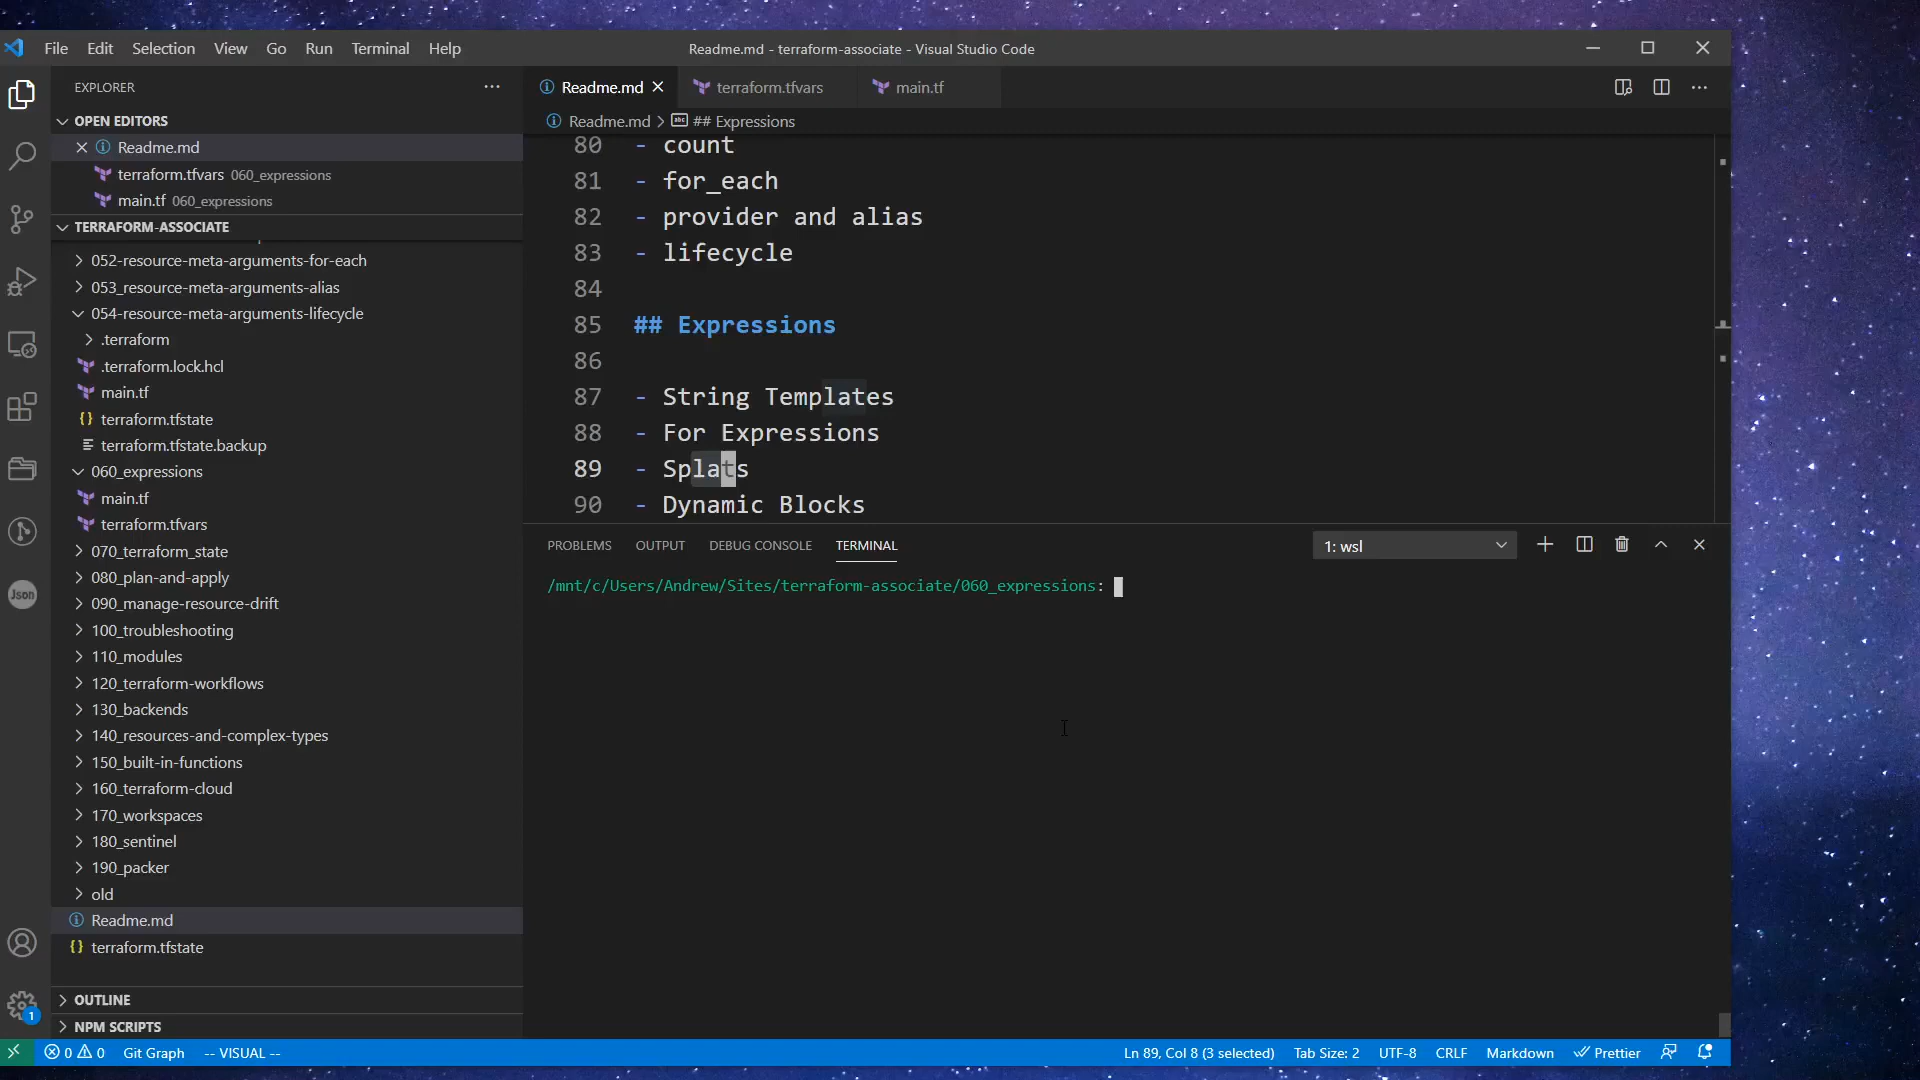 File Edit Selection View Go Run Terminal Help
Readme.md - terraform-associate - Visual Studio Code
EXPLORER
OPEN EDITORS
Readme.md
terraform.tfvars 060_expressions
main.tf 060_expressions
TERRAFORM-ASSOCIATE
052-resource-meta-arguments-for-each
053_resource-meta-arguments-alias
054-resource-meta-arguments-lifecycle
.terraform
.terraform.lock.hcl
main.tf
terraform.tfstate
terraform.tfstate.backup
060_expressions
main.tf
terraform.tfvars
070_terraform_state
080_plan-and-apply
090_manage-resource-drift
100_troubleshooting
110_modules
120_terraform-workflows
130_backends
140_resources-and-complex-types
150_built-in-functions
160_terraform-cloud
170_workspaces
180_sentinel
190_packer
old
Readme.md
terraform.tfstate
OUTLINE
NPM SCRIPTS
Json
1
Readme.md terraform.tfvars main.tf
Readme.md > abc ## Expressions
80 - count
81 - for_each
82 - provider and alias
83 - lifecycle
84
85 ## Expressions
86
87 - String Templates
88 - For Expressions
89 - Splats
90 - Dynamic Blocks
PROBLEMS OUTPUT DEBUG CONSOLE TERMINAL
1: wsl
/mnt/c/Users/Andrew/Sites/terraform-associate/060_expressions:
0 0 Git Graph -- VISUAL --
Ln 89, Col 8 (3 selected) Tab Size: 2 UTF-8 CRLF Markdown Prettier